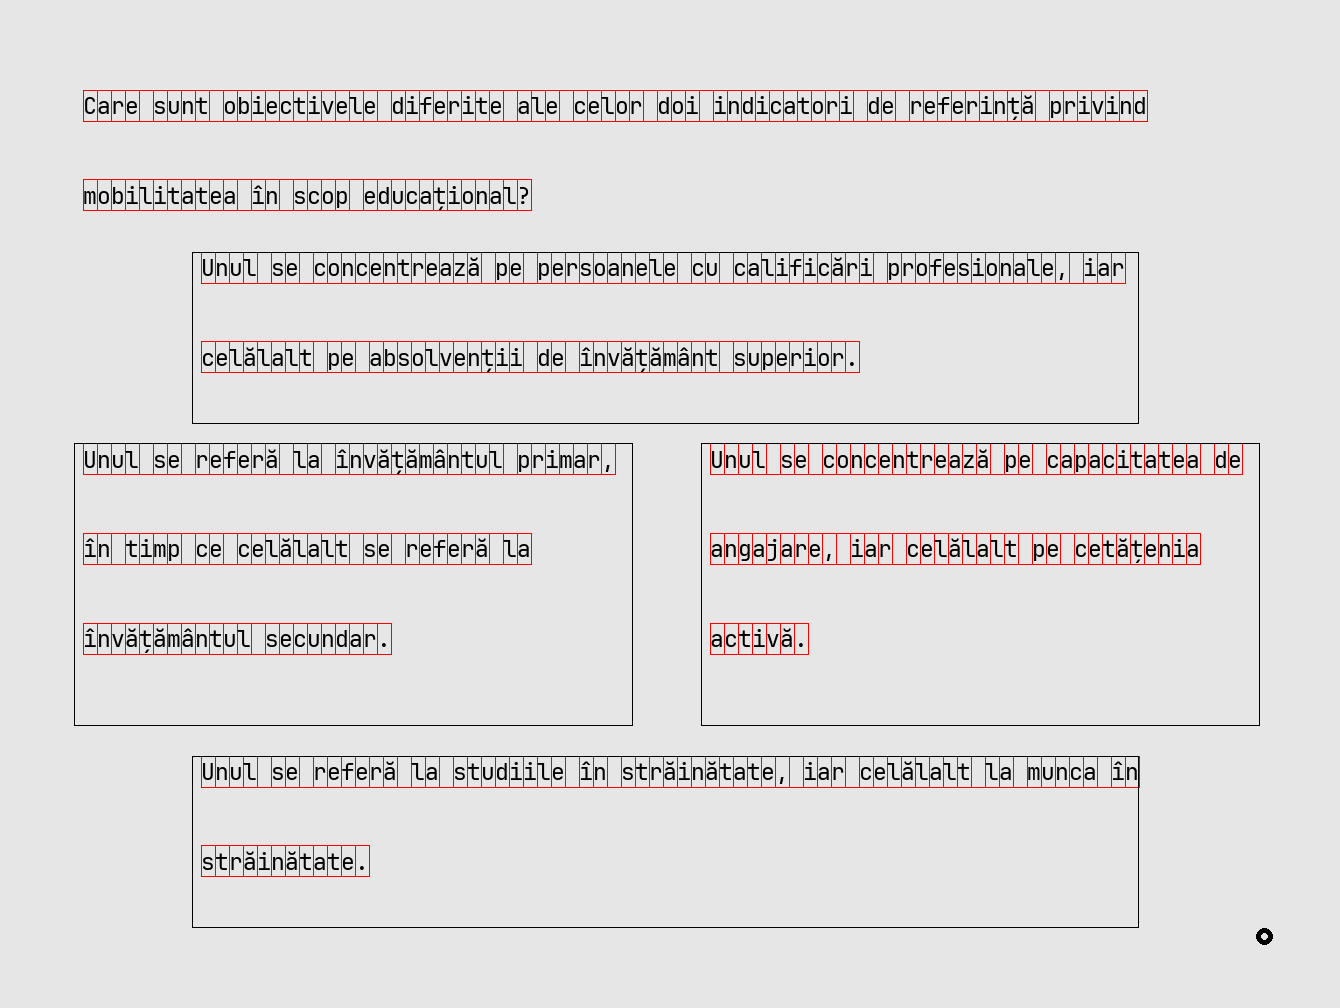 Care sunt obiectivele diferite ale celor doi indicatori de referință privind
mobilitatea în scop educațional?
Unul se concentrează pe persoanele cu calificări profesionale, iar
celălalt pe absolvenții de învățământ superior.
Unul se referă la învățământul primar,
în timp ce celălalt se referă la
învățământul secundar.
Unul se concentrează pe capacitatea de
angajare, iar celălalt pe cetățenia
activă.
Unul se referă la studiile în străinătate, iar celălalt la munca în
străinătate.